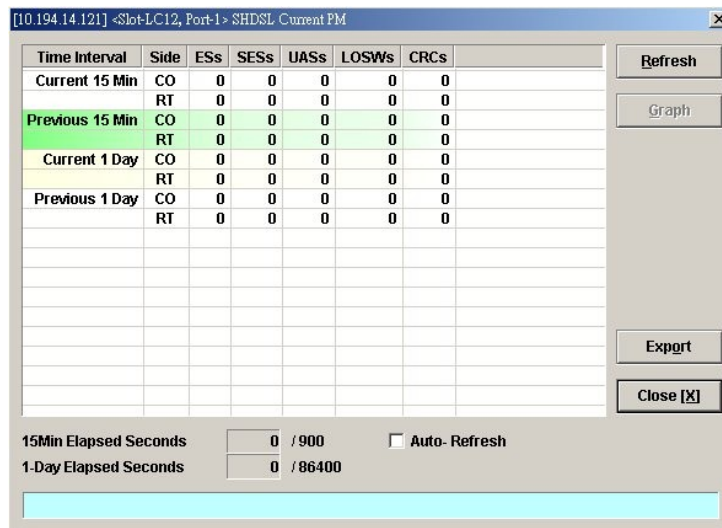 [10.194.14.121] <Slot-LC12, Port-1> SHDSL Current PM
Time Interval Side ESs SESs UASs LOSWs CRCs
Current 15 Min CO 0 0 0 0 0
RT 0 0 0 0 0
Previous 15 Min CO 0 0 0 0 0
RT 0 0 0 0 0
Current 1 Day CO 0 0 0 0 0
RT 0 0 0 0 0
Previous 1 Day CO 0 0 0 0 0
RT 0 0 0 0 0
Refresh
Graph
Export
Close [X]
15Min Elapsed Seconds 0 / 900
Auto- Refresh
1-Day Elapsed Seconds 0 / 86400